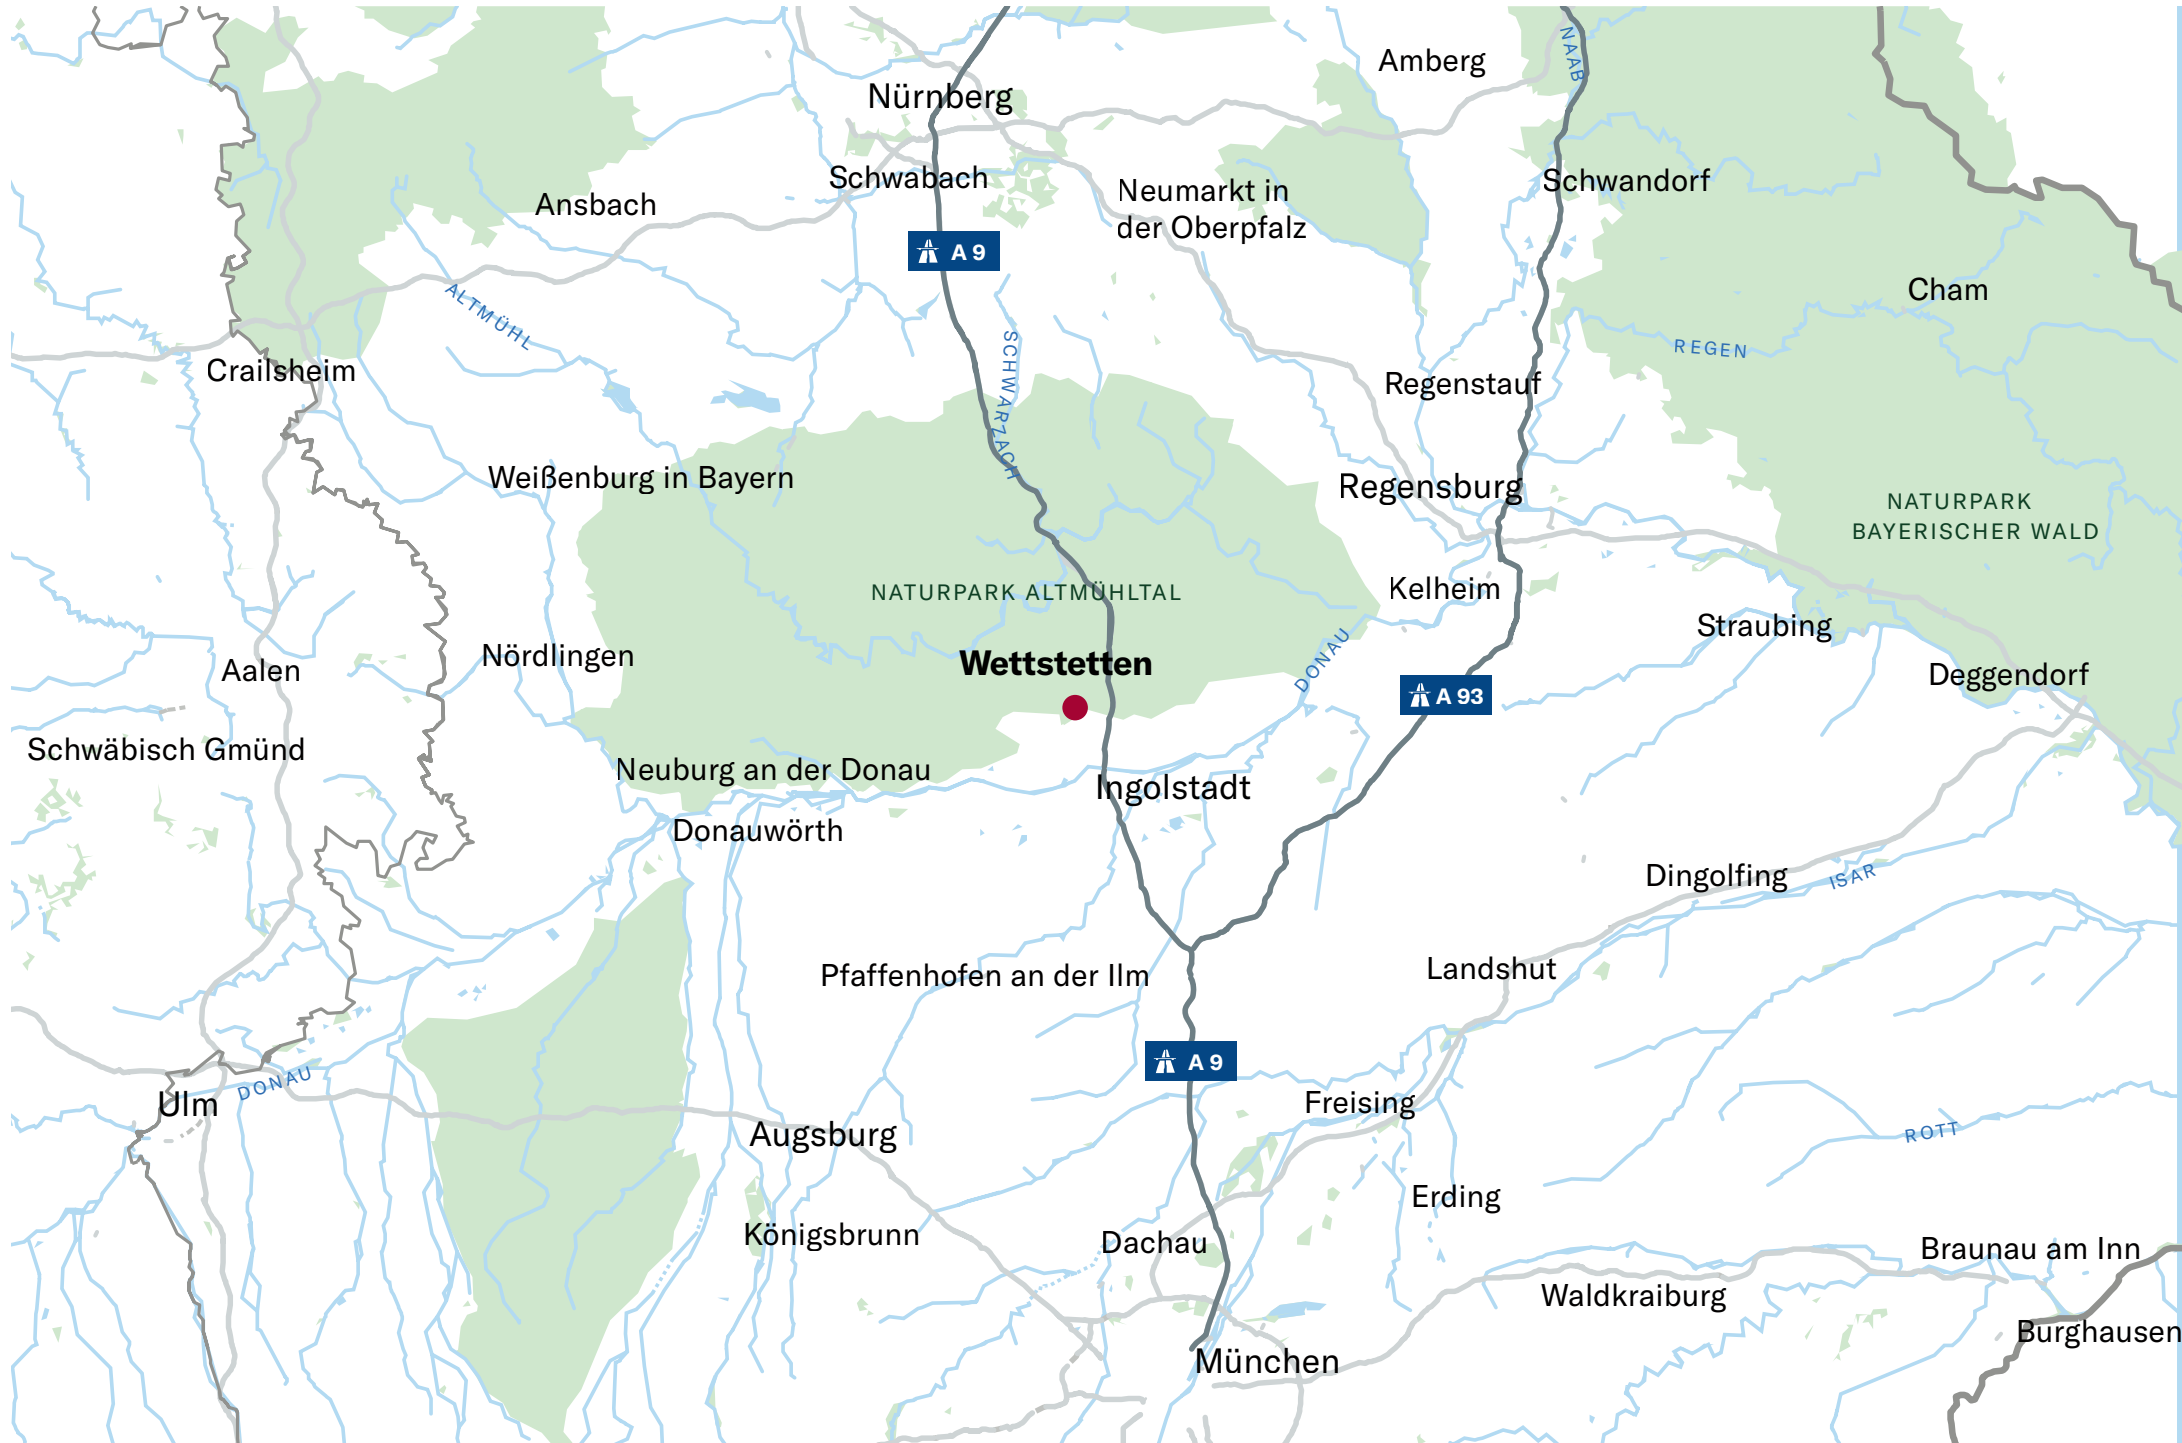 NAAB
Amberg
Nürnberg
Schwabach
Schwandorf
Neumarkt in
der Oberpfalz
Ansbach
A 9
Cham
ALTMÜHL
SCHWARZACH
REGEN
Crailsheim
Regenstauf
Weißenburg in Bayern
Regensburg
NATURPARK
BAYERISCHER WALD
NATURPARK ALTMÜHLTAL
Kelheim
Straubing
Nördlingen
Wettstetten
DONAU
Aalen
Deggendorf
A 93
Schwäbisch Gmünd
Neuburg an der Donau
Ingolstadt
Donauwörth
Dingolfing
ISAR
Landshut
Pfaffenhofen an der Ilm
A 9
DONAU
Ulm
Freising
Augsburg
ROTT
Erding
Königsbrunn
Dachau
Braunau am Inn
Waldkraiburg
Burghausen
München